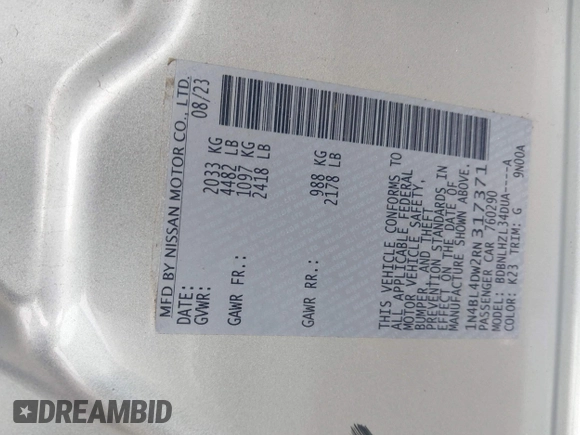 MFD BY NISSAN MOTOR CO., LTD.
DATE: 08/23
GVWR: 2033 KG
4482 LB
GAWR FR.: 1097 KG
2418 LB
GAWR RR.: 988 KG
2178 LB
THIS VEHICLE CONFORMS TO
ALL APPLICABLE FEDERAL
MOTOR VEHICLE SAFETY,
BUMPER, AND THEFT
PREVENTION STANDARDS IN
EFFECT ON THE DATE OF
MANUFACTURE SHOWN ABOVE.
1N4BL4DW2RN317371
PASSENGER CAR 760290
MODEL: BDBNLHZL34DUA-----A
COLOR: K23 TRIM: G 9N00A
DREAMBID